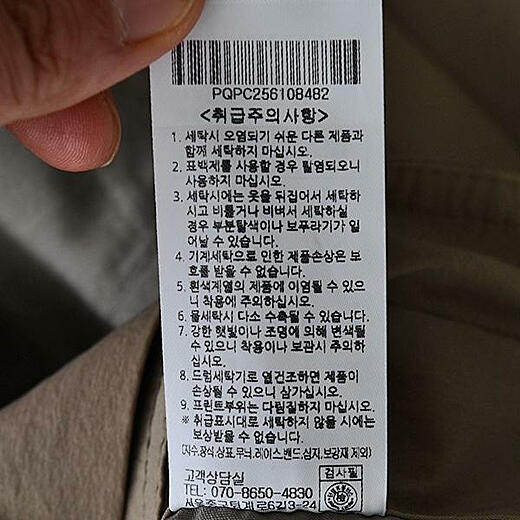 PQPC256108482
<취급주의사항>
1. 세탁시 오염되기 쉬운 다른 제품과
함께 세탁하지 마십시오.
2. 표백제를 사용할 경우 탈염되오니
사용하지 마십시오.
3. 세탁시에는 옷을 뒤집어서 세탁하
시고 비틀거나 비벼서 세탁하실
경우 부분탈색이나 보푸라기가 일
어날 수 있습니다.
4. 기계세탁으로 인한 제품손상은 보
호를 받을 수 없습니다.
5. 흰색계열의 제품에 이염될 수 있으
니 착용에 주의하십시오.
6. 물세탁시 다소 수축될 수 있습니다.
7. 강한 햇빛이나 조명에 의해 변색될
수 있으니 착용이나 보관시 주의하
십시오.
8. 드럼세탁기로 열건조하면 제품이
손상될 수 있으니 삼가십시오.
9. 프린트부위는 다림질하지 마십시오.
※ 취급표시대로 세탁하지 않을 시에는
보상받을 수 없습니다.
(자수,장식,상표,무늬,레이스,밴드,심지,보강재 제외)
고객상담실 검사필
TEL: 070-8650-4830
서울중구퇴계로6길3-24